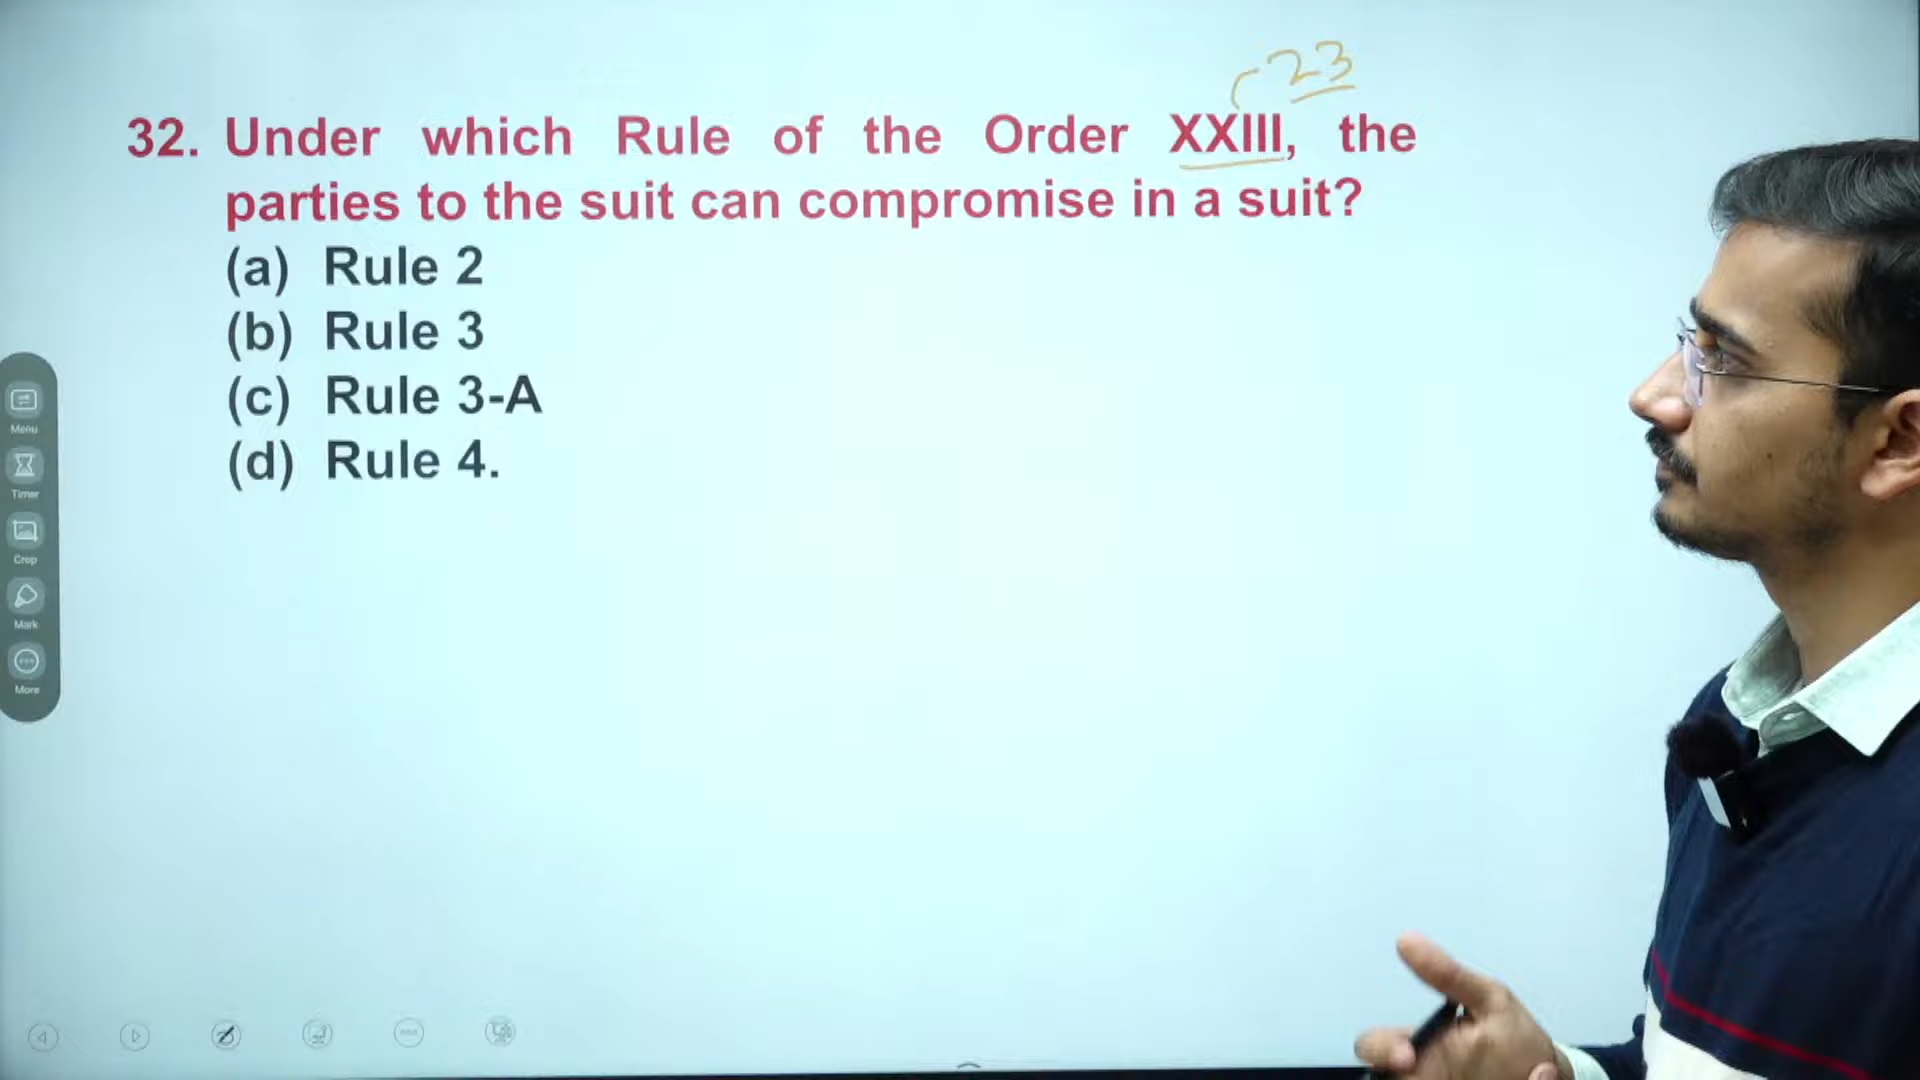 23
32. Under which Rule of the Order XXIII, the
parties to the suit can compromise in a suit?
(a) Rule 2
(b) Rule 3
(c) Rule 3-A
(d) Rule 4.
Menu
Timer
Crop
Mark
More